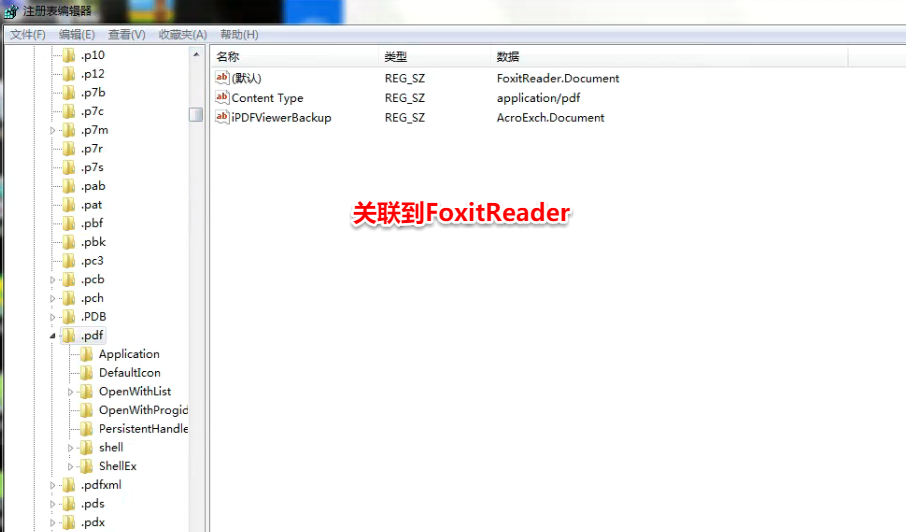 注册表编辑器
文件(F) 编辑(E) 查看(V) 收藏夹(A) 帮助(H)
.p10
.p12
.p7b
.p7c
.p7m
.p7r
.p7s
.pab
.pat
.pbf
.pbk
.pc3
.pcb
.pch
.PDB
.pdf
Application
DefaultIcon
OpenWithList
OpenWithProgid
PersistentHandle
shell
ShellEx
.pdfxml
.pds
.pdx
名称 类型 数据
ab (默认) REG_SZ FoxitReader.Document
ab Content Type REG_SZ application/pdf
ab iPDFViewerBackup REG_SZ AcroExch.Document
关联到FoxitReader